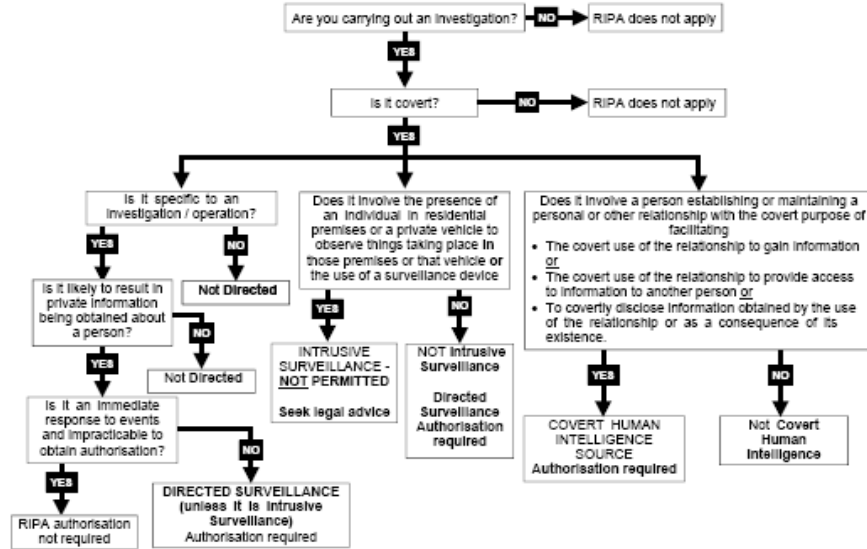 Are you carrying out an investigation?
NO
RIPA does not apply
YES
Is it covert?
NO
RIPA does not apply
YES
Is it specific to an
investigation / operation?
YES
NO
Not Directed
Is it likely to result in
private information
being obtained about
a person?
NO
Not Directed
YES
Is it an immediate
response to events
and impracticable to
obtain authorisation?
YES
NO
RIPA authorisation
not required
DIRECTED SURVEILLANCE
(unless it is intrusive
Surveillance)
Authorisation required
Does it involve the presence of
an individual in residential
premises or a private vehicle to
observe things taking place in
those premises or that vehicle or
the use of a surveillance device
YES
NO
INTRUSIVE
SURVEILLANCE -
NOT PERMITTED
Seek legal advice
NOT Intrusive
Surveillance
Directed
Surveillance
Authorisation
required
Does it involve a person establishing or maintaining a
personal or other relationship with the covert purpose of
facilitating
• The covert use of the relationship to gain information
or
• The covert use of the relationship to provide access
to information to another person or
• To covertly disclose information obtained by the use
of the relationship or as a consequence of its
existence.
YES
NO
COVERT HUMAN
INTELLIGENCE
SOURCE
Authorisation required
Not Covert
Human
Intelligence